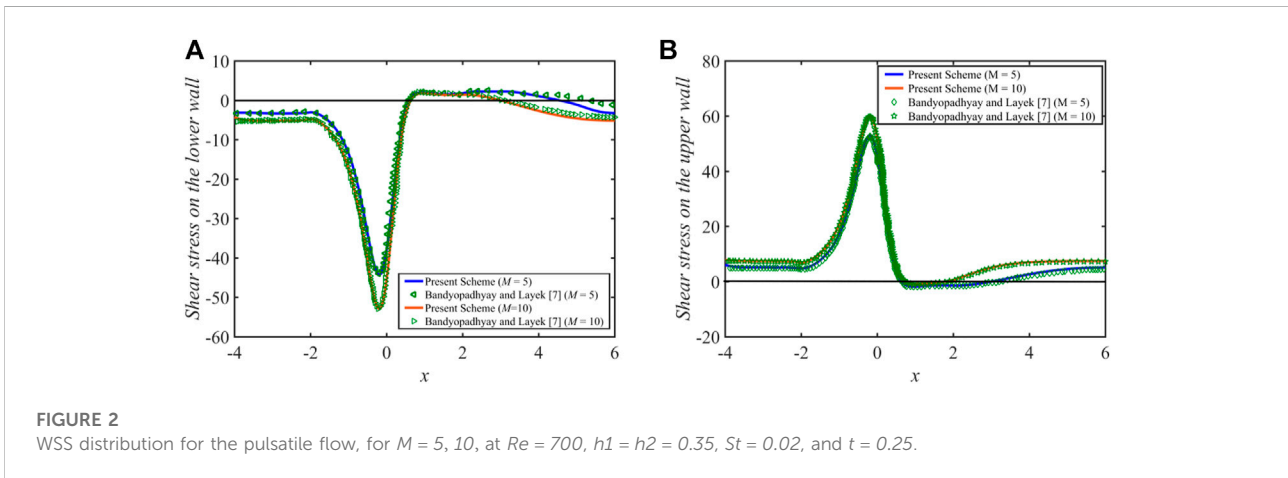 A
B
10
0
-10
-20
-30
-40
-50
-60
Shear stress on the lower wall
-4
-2
0
2
4
6
x
Present Scheme (M = 5)
Bandyopadhyay and Layek [7] (M = 5)
Present Scheme (M=10)
Bandyopadhyay and Layek [7] (M = 10)
80
60
40
20
0
-20
Shear stress on the upper wall
-4
-2
0
2
4
6
x
Present Scheme (M = 5)
Present Scheme (M = 10)
Bandyopadhyay and Layek [7] (M = 5)
Bandyopadhyay and Layek [7] (M = 10)
FIGURE 2
WSS distribution for the pulsatile flow, for M = 5, 10, at Re = 700, h1 = h2 = 0.35, St = 0.02, and t = 0.25.